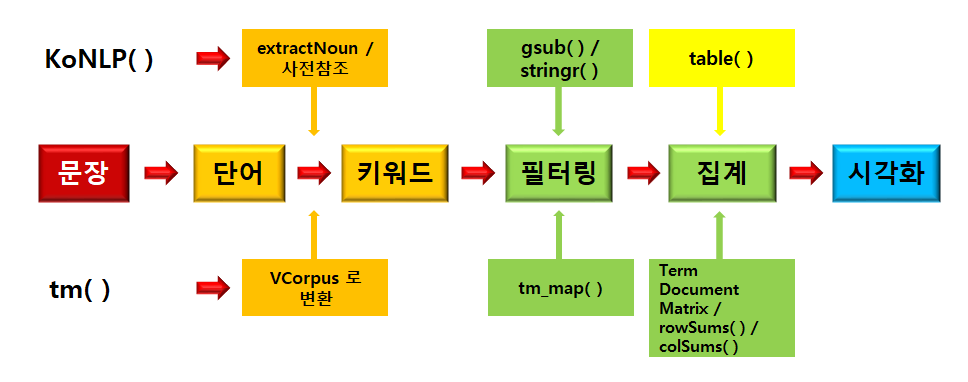 KoNLP( )
extractNoun /
사전참조
gsub( ) /
stringr( )
table( )
문장
단어
키워드
필터링
집계
시각화
tm( )
VCorpus 로
변환
tm_map( )
Term
Document
Matrix /
rowSums( ) /
colSums( )